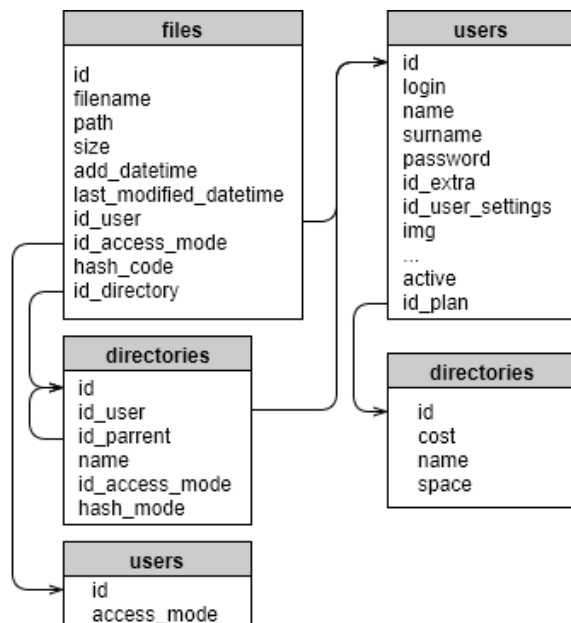 files
id
filename
path
size
add_datetime
last_modified_datetime
id_user
id_access_mode
hash_code
id_directory
users
id
login
name
surname
password
id_extra
id_user_settings
img
...
active
id_plan
directories
id
id_user
id_parrent
name
id_access_mode
hash_mode
directories
id
cost
name
space
users
id
access_mode